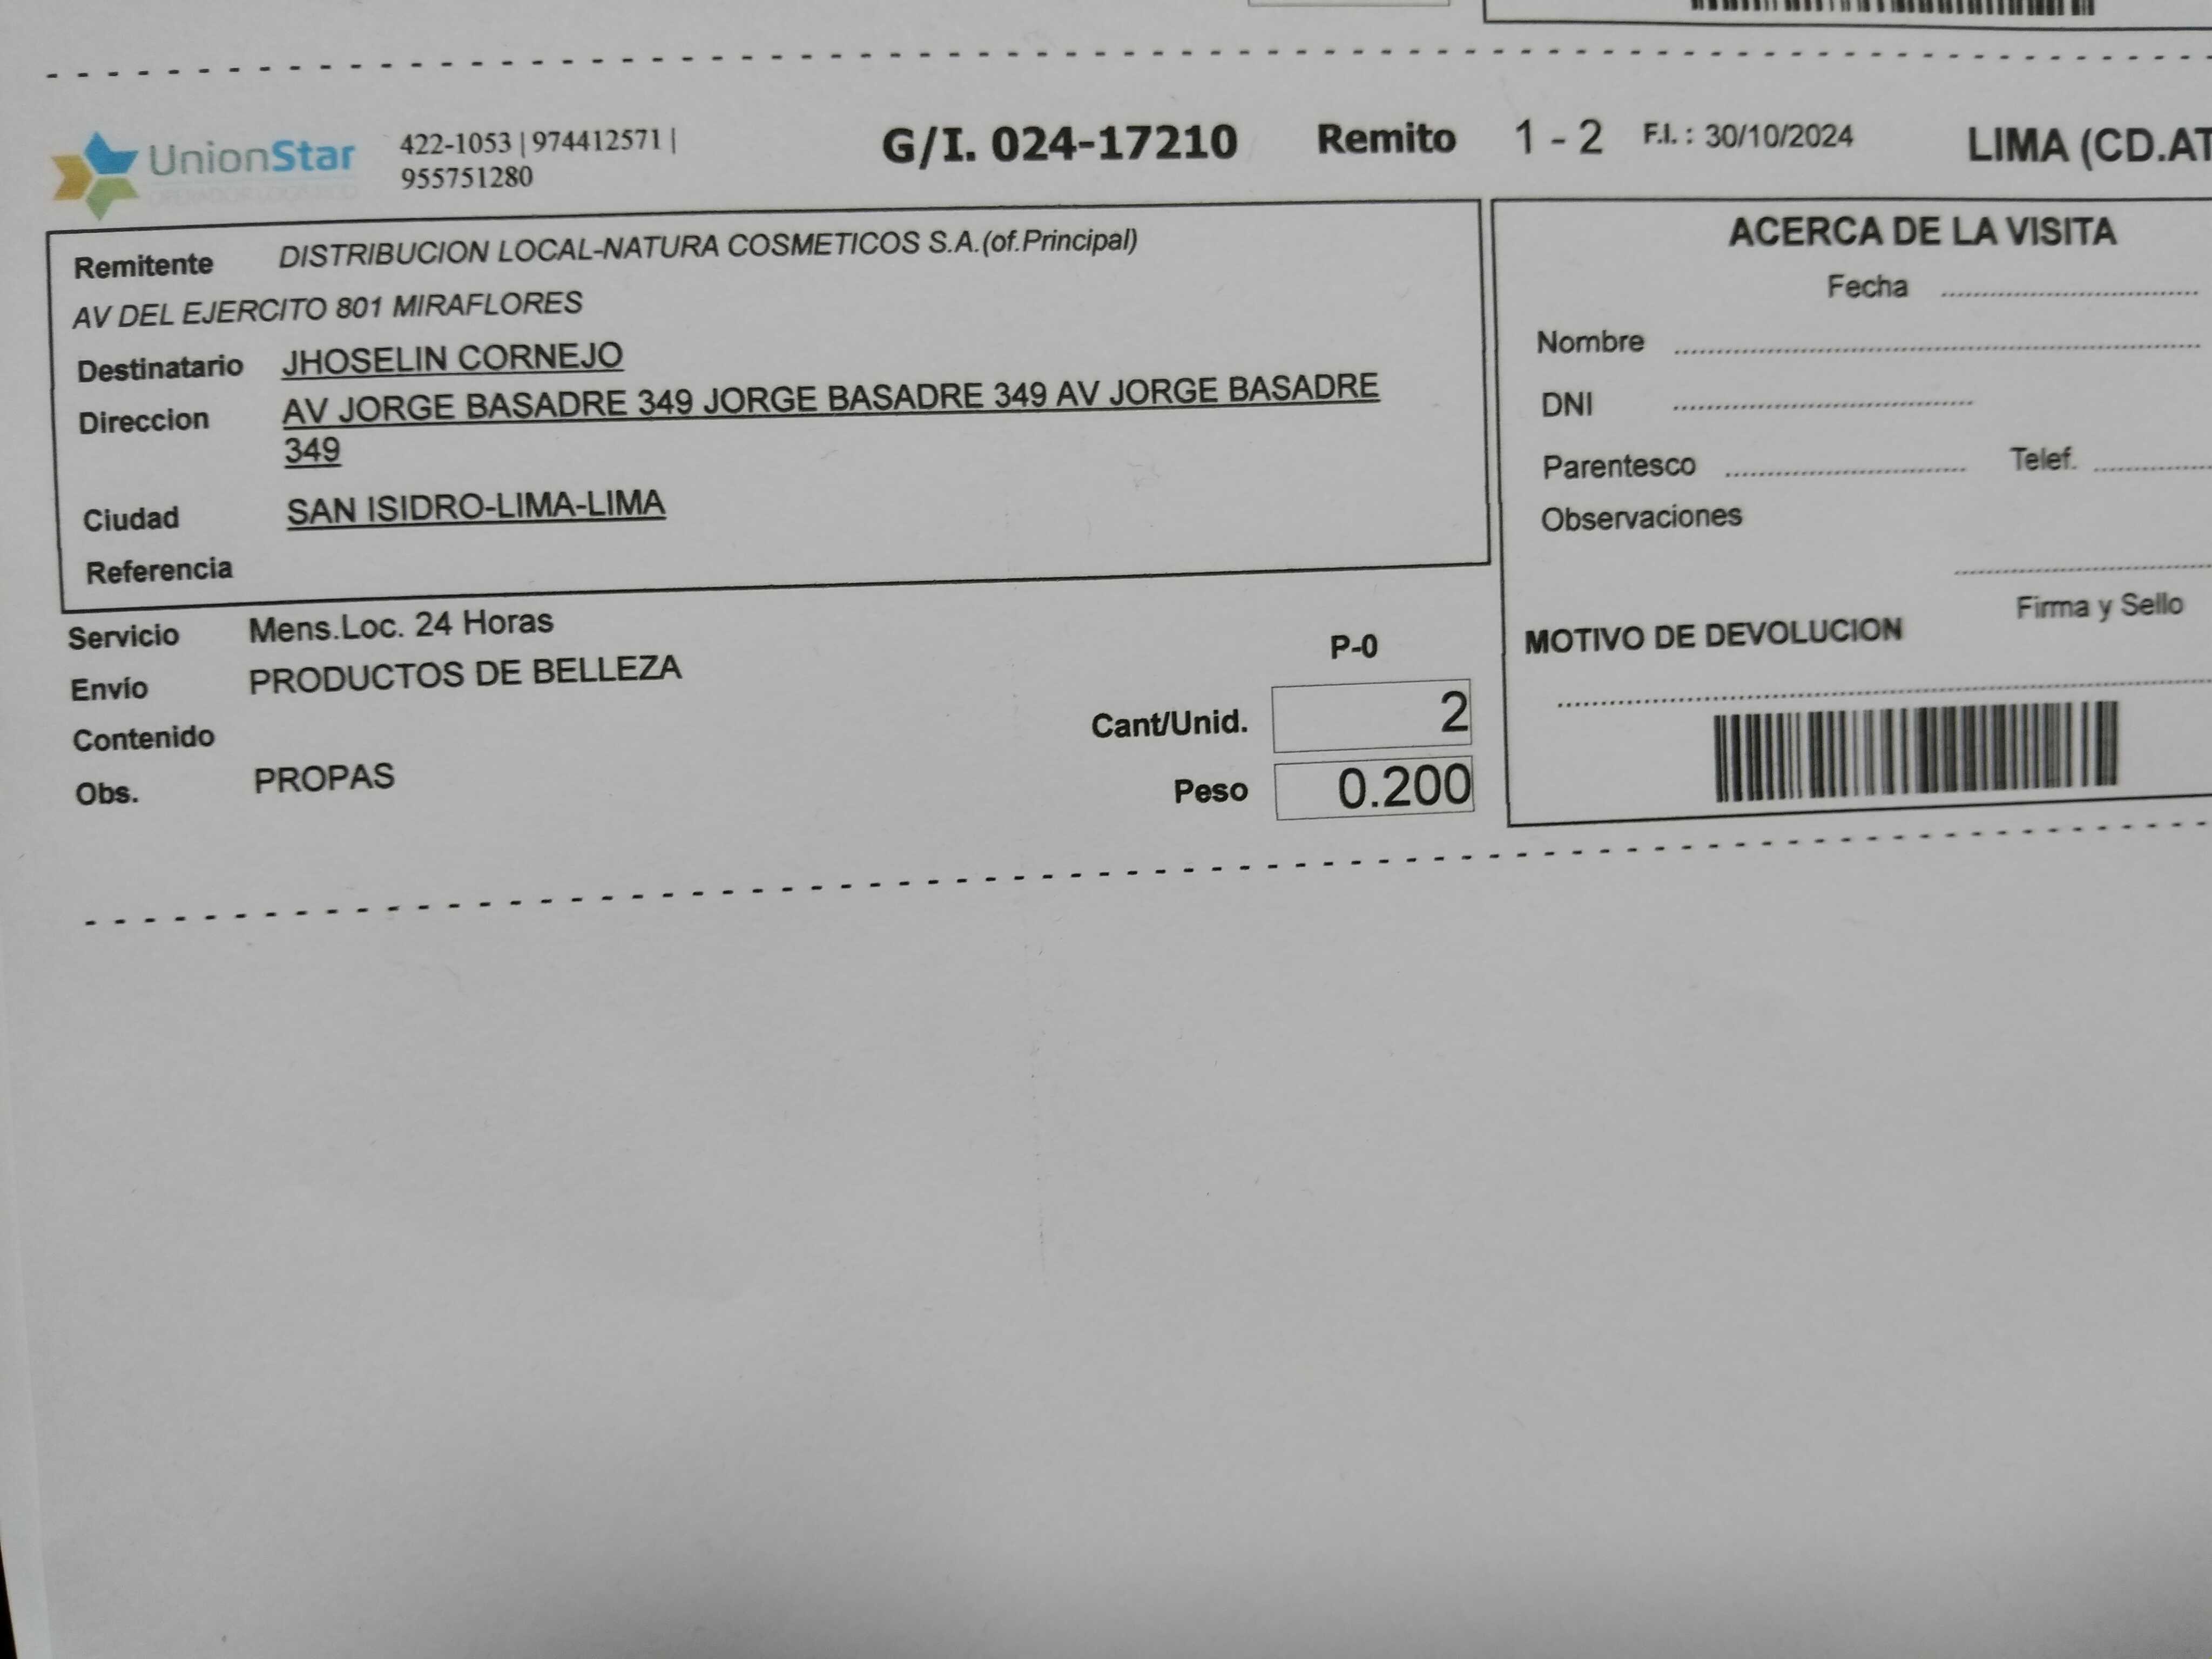 UnionStar
422-1053 | 974412571 |
955751280
G/I. 024-17210 Remito 1 - 2 F.I. : 30/10/2024 LIMA (CD.AT
Remitente DISTRIBUCION LOCAL-NATURA COSMETICOS S.A.(of.Principal)
AV DEL EJERCITO 801 MIRAFLORES
Destinatario JHOSELIN CORNEJO
Direccion AV JORGE BASADRE 349 JORGE BASADRE 349 AV JORGE BASADRE
349
Ciudad SAN ISIDRO-LIMA-LIMA
Referencia
Servicio Mens.Loc. 24 Horas
Envío PRODUCTOS DE BELLEZA
Contenido
Obs. PROPAS
P-0
Cant/Unid. 2
Peso 0.200
ACERCA DE LA VISITA
Fecha
Nombre
DNI
Parentesco Telef.
Observaciones
Firma y Sello
MOTIVO DE DEVOLUCION